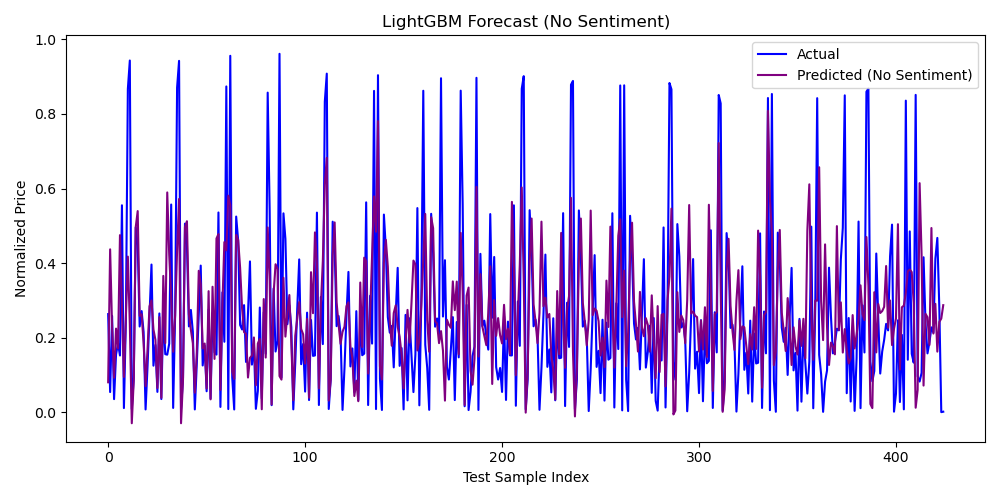 LightGBM Forecast (No Sentiment)
Actual
Predicted (No Sentiment)
Normalized Price
1.0
0.8
0.6
0.4
0.2
0.0
0
100
200
300
400
Test Sample Index